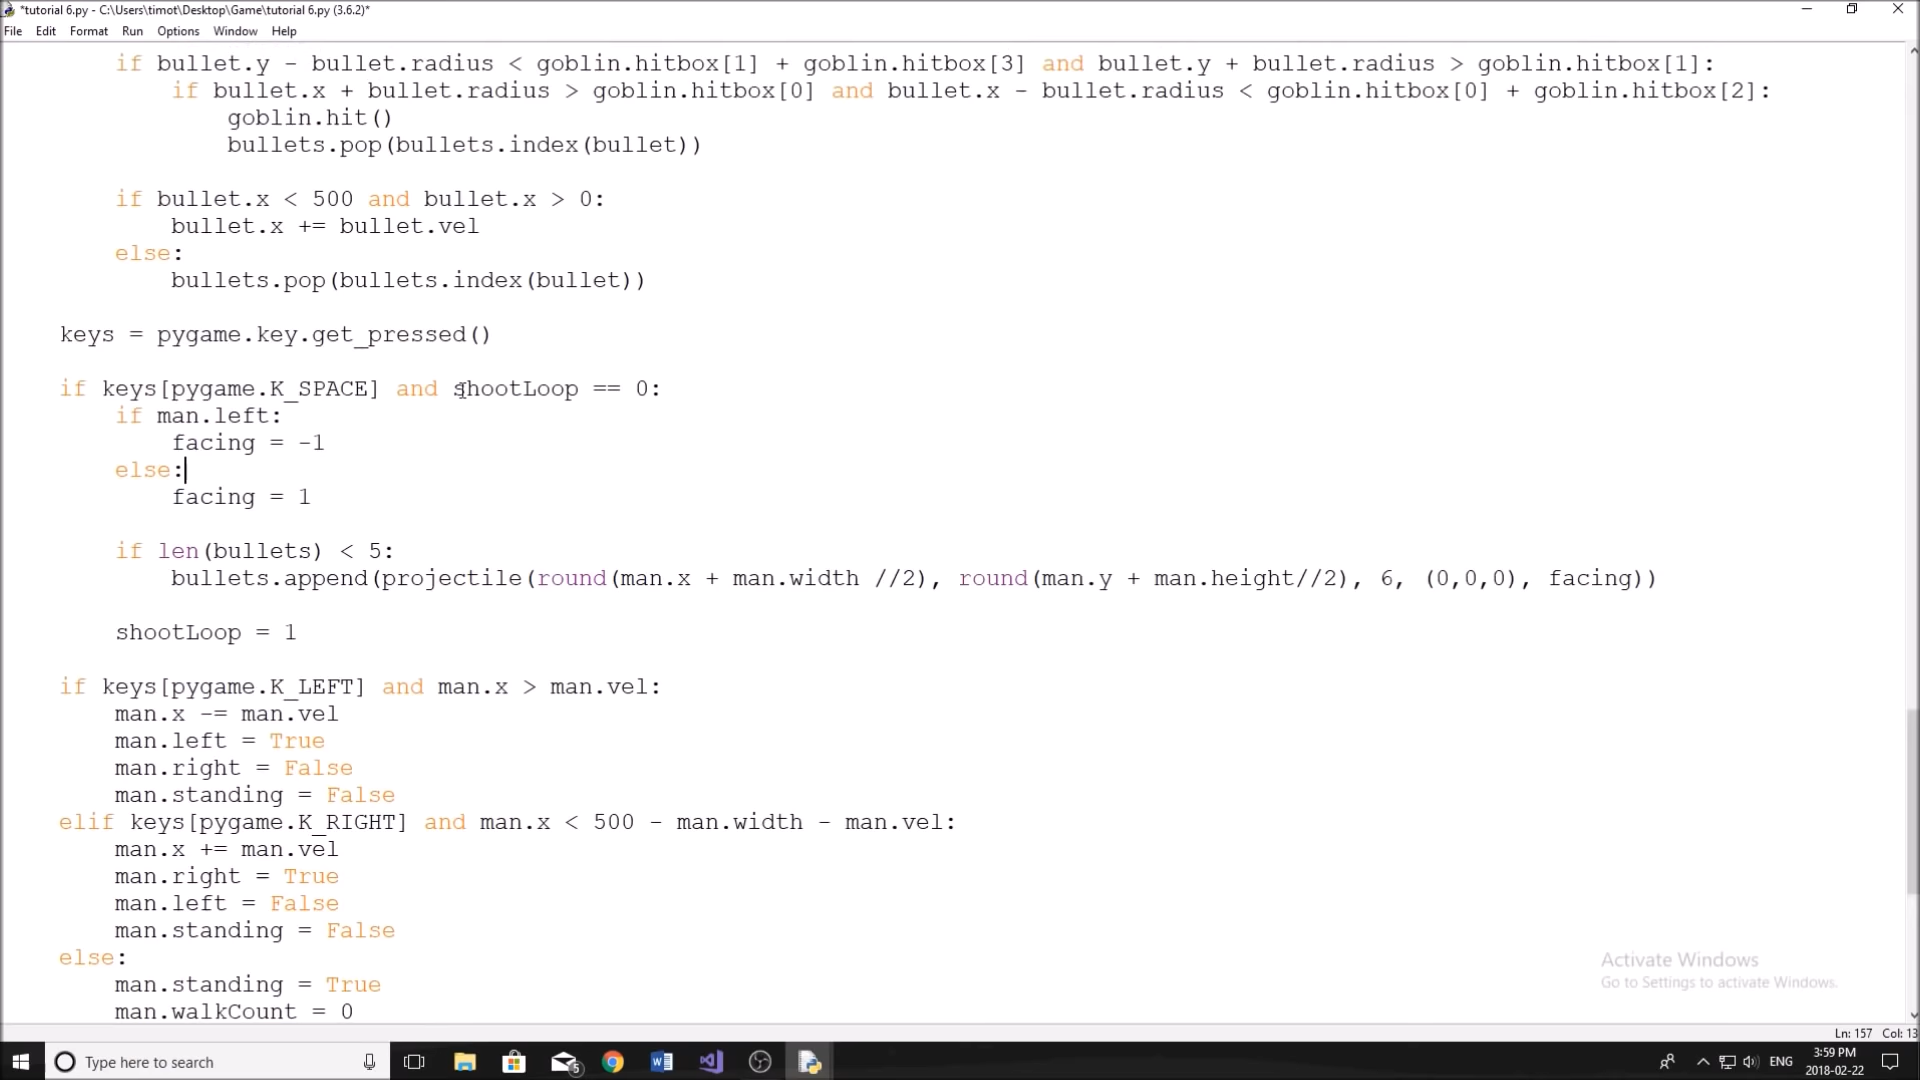 *tutorial 6.py - C:\Users\timot\Desktop\Game\tutorial 6.py (3.6.2)*
File Edit Format Run Options Window Help
if bullet.y - bullet.radius < goblin.hitbox[1] + goblin.hitbox[3] and bullet.y + bullet.radius > goblin.hitbox[1]:
if bullet.x + bullet.radius > goblin.hitbox[0] and bullet.x - bullet.radius < goblin.hitbox[0] + goblin.hitbox[2]:
goblin.hit()
bullets.pop(bullets.index(bullet))
if bullet.x < 500 and bullet.x > 0:
bullet.x += bullet.vel
else:
bullets.pop(bullets.index(bullet))
keys = pygame.key.get_pressed()
if keys[pygame.K_SPACE] and shootLoop == 0:
if man.left:
facing = -1
else:
facing = 1
if len(bullets) < 5:
bullets.append(projectile(round(man.x + man.width //2), round(man.y + man.height//2), 6, (0,0,0), facing))
shootLoop = 1
if keys[pygame.K_LEFT] and man.x > man.vel:
man.x -= man.vel
man.left = True
man.right = False
man.standing = False
elif keys[pygame.K_RIGHT] and man.x < 500 - man.width - man.vel:
man.x += man.vel
man.right = True
man.left = False
man.standing = False
else:
man.standing = True
man.walkCount = 0
Activate Windows
Go to Settings to activate Windows.
Ln: 157 Col: 13
Type here to search
5
ENG
3:59 PM
2018-02-22